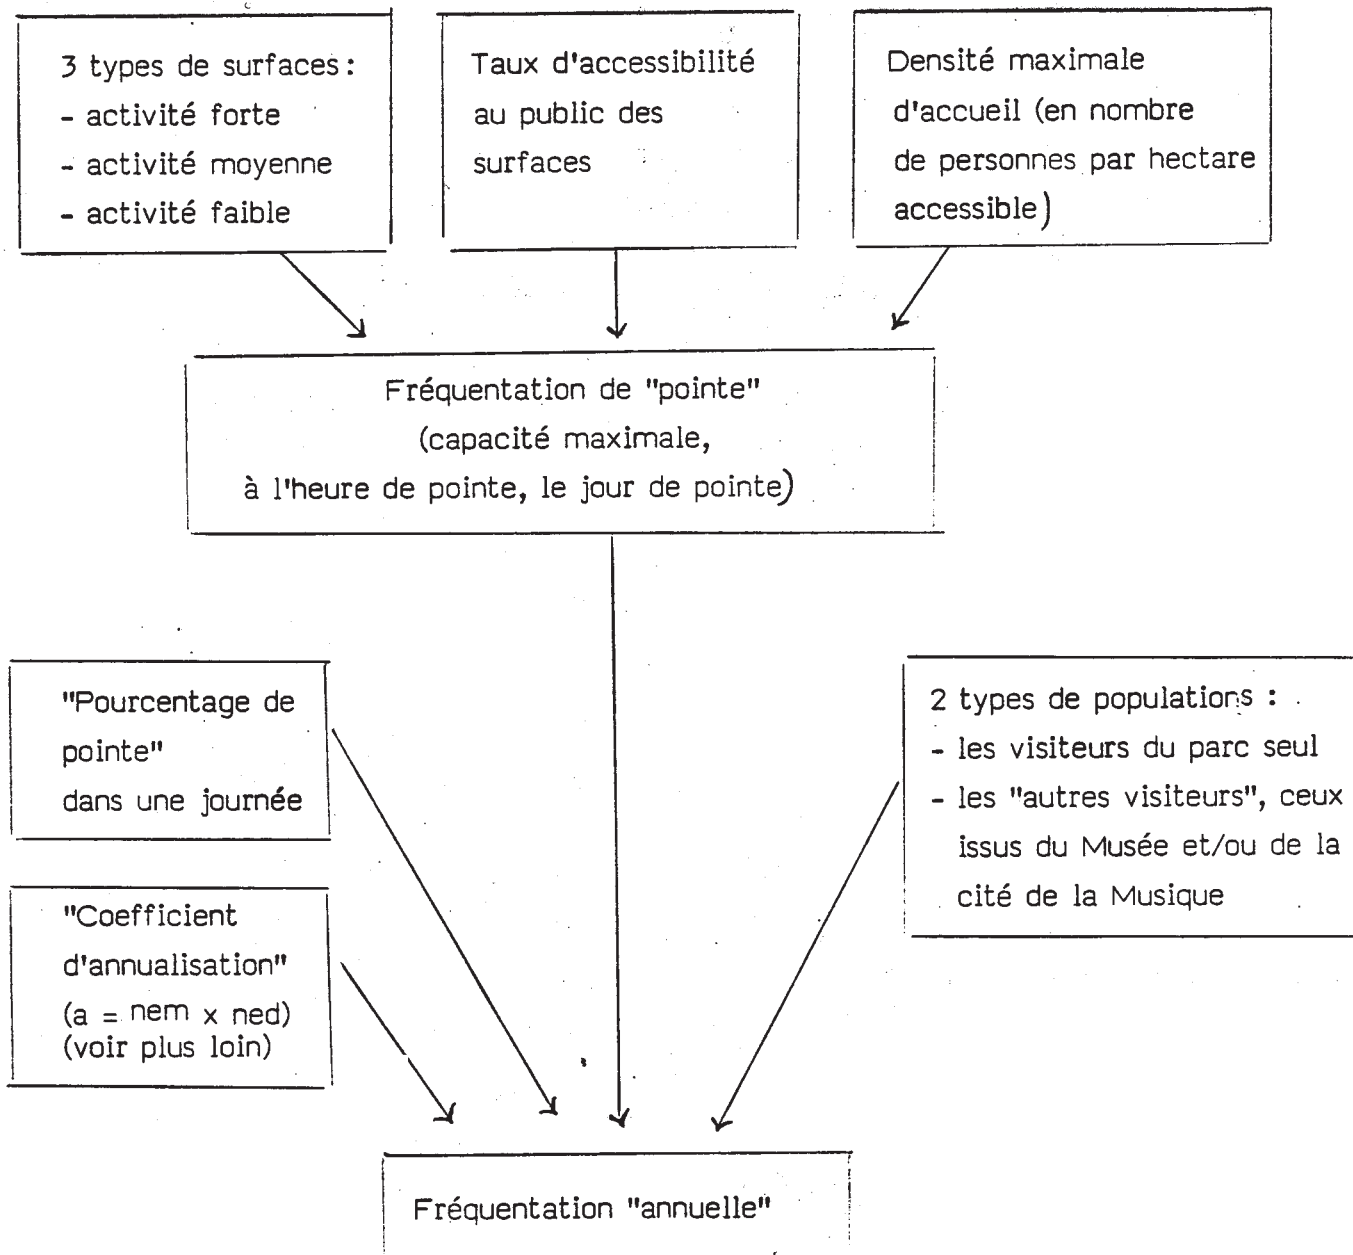 3 types de surfaces :
- activité forte
- activité moyenne
- activité faible
Taux d'accessibilité
au public des
surfaces
Densité maximale
d'accueil (en nombre
de personnes par hectare
accessible)
Fréquentation de "pointe"
(capacité maximale,
à l'heure de pointe, le jour de pointe)
"Pourcentage de
pointe"
dans une journée
2 types de populations :
- les visiteurs du parc seul
- les "autres visiteurs", ceux
issus du Musée et/ou de la
cité de la Musique
"Coefficient
d'annualisation"
(a = nem x ned)
(voir plus loin)
Fréquentation "annuelle"